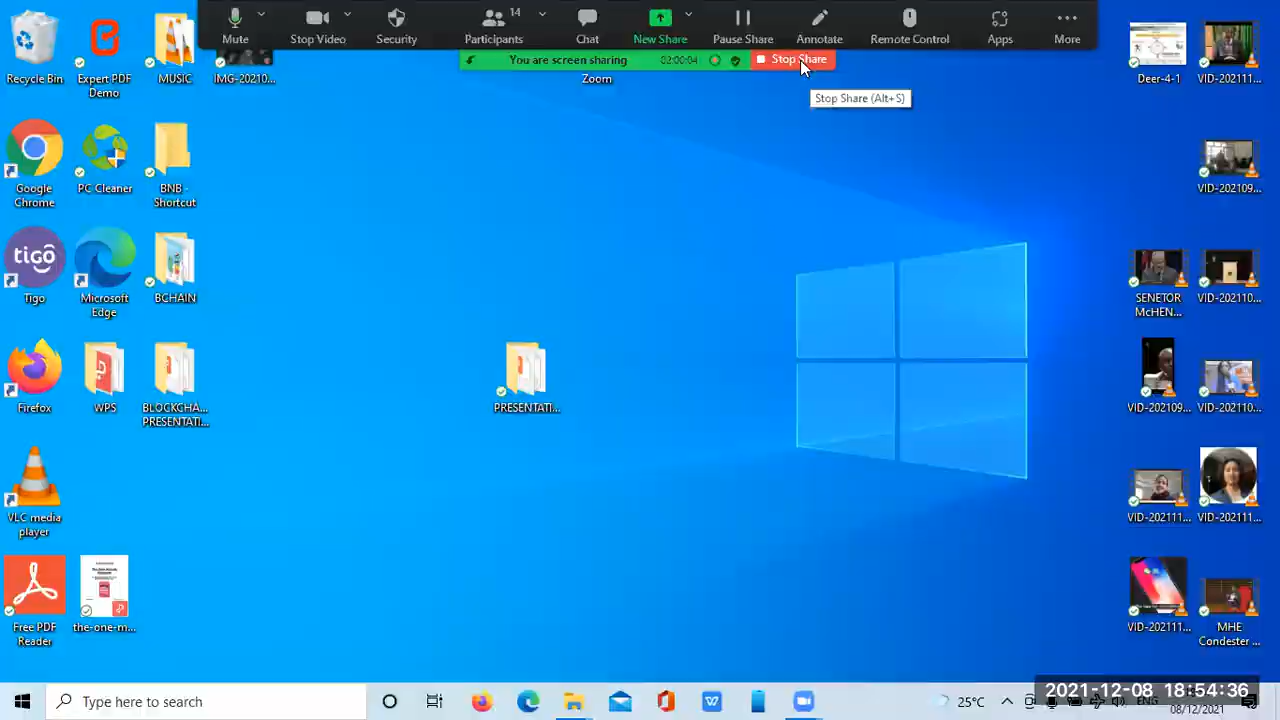 Mute
Stop Video
Security
Participants
14
Chat
New Share
Pause Share
Annotate
Remote Control
Apps
More
You are screen sharing
02:00:04
Stop Share
Zoom
Stop Share (Alt+S)
Recycle Bin
Expert PDF
Demo
MUSIC
IMG-20210...
Deer-4-1
VID-202111...
Google
Chrome
PC Cleaner
BNB -
Shortcut
VID-202109...
tigo
Tigo
Microsoft
Edge
BCHAIN
SENETOR
McHEN...
VID-202110...
Firefox
WPS
BLOCKCHA...
PRESENTATI...
PRESENTATI...
VID-202109...
VID-202110...
VLC media
player
VID-202111...
VID-202111...
Free PDF
Reader
the-one-m...
VID-202111...
MHE
Condester ...
Type here to search
25°C
ENG
2021-12-08 18:54:36
08/12/2021